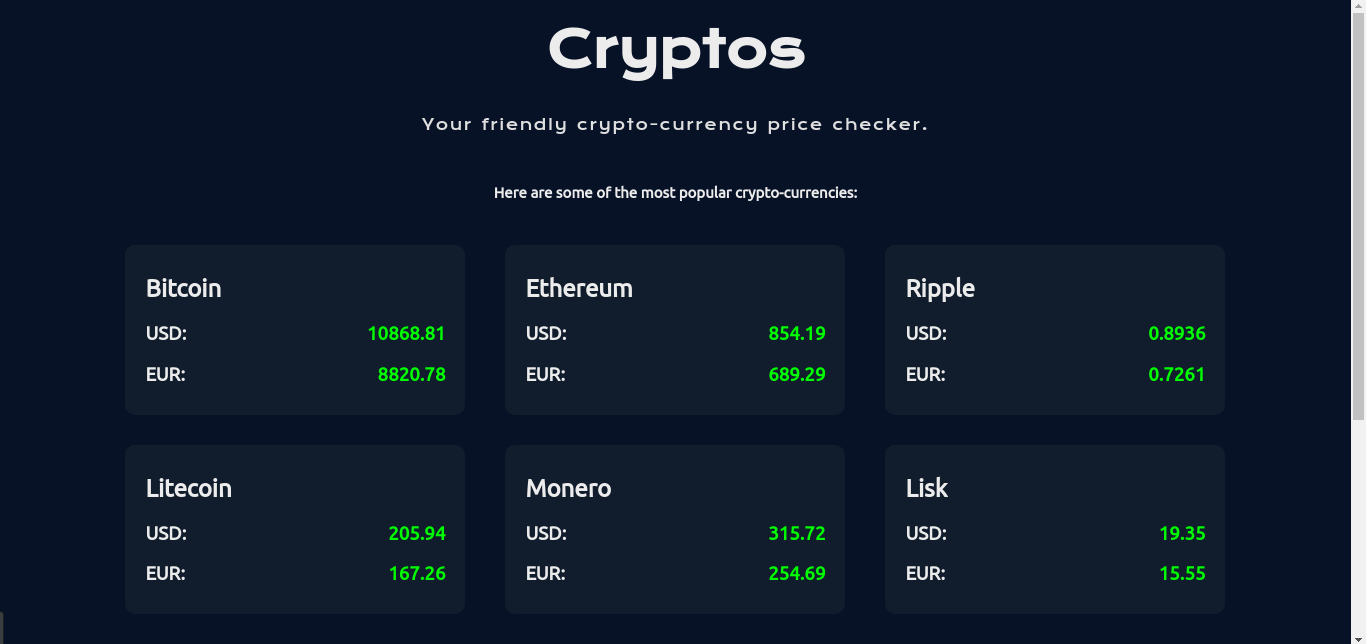 Cryptos
Your friendly crypto-currency price checker.
Here are some of the most popular crypto-currencies:
Bitcoin
USD: 10868.81
EUR: 8820.78
Ethereum
USD: 854.19
EUR: 689.29
Ripple
USD: 0.8936
EUR: 0.7261
Litecoin
USD: 205.94
EUR: 167.26
Monero
USD: 315.72
EUR: 254.69
Lisk
USD: 19.35
EUR: 15.55